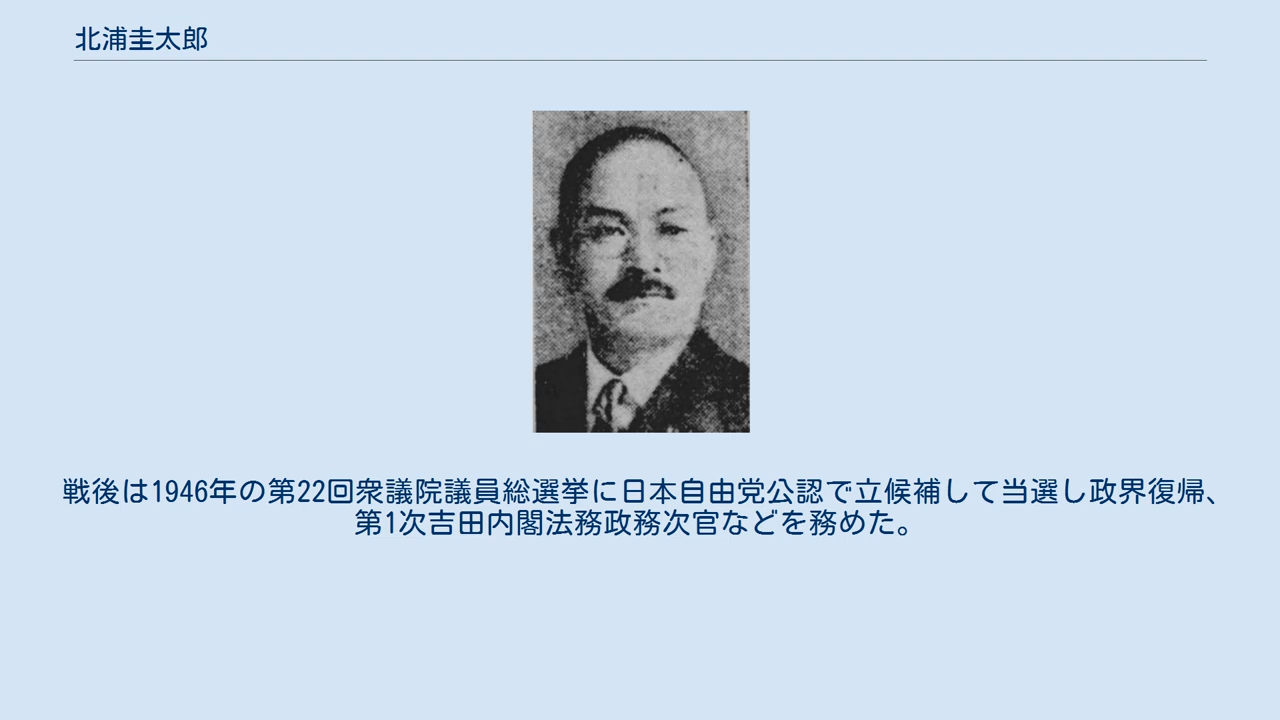 北浦圭太郎
戦後は1946年の第22回衆議院議員総選挙に日本自由党公認で立候補して当選し政界復帰、
第1次吉田内閣法務政務次官などを務めた。